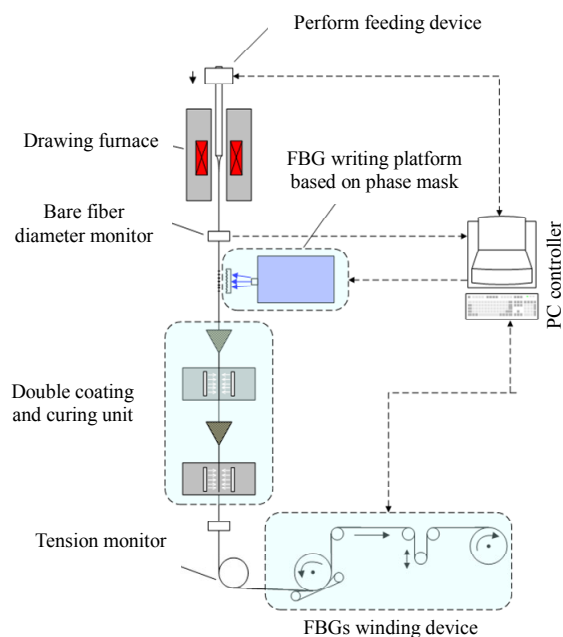 Perform feeding device
Drawing furnace
FBG writing platform
based on phase mask
Bare fiber
diameter monitor
PC controller
Double coating
and curing unit
Tension monitor
FBGs winding device